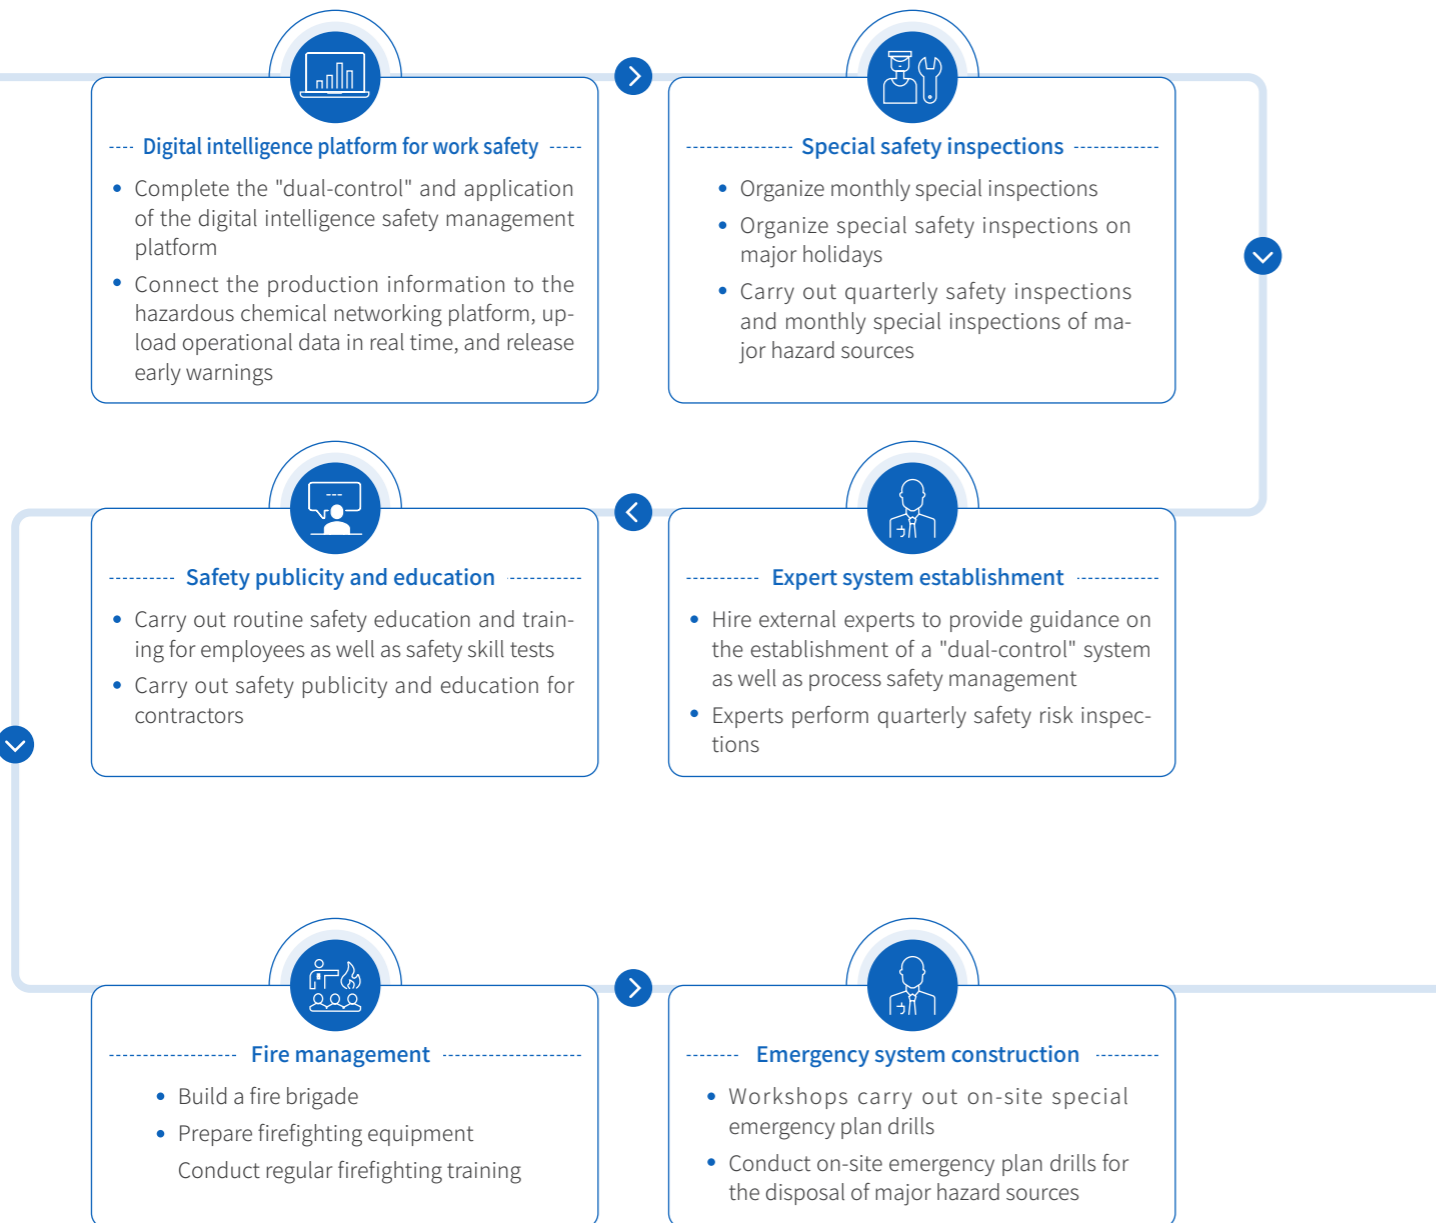 Digital intelligence platform for work safety
• Complete the "dual-control" and application
of the digital intelligence safety management
platform
• Connect the production information to the
hazardous chemical networking platform, up-
load operational data in real time, and release
early warnings
Special safety inspections
• Organize monthly special inspections
• Organize special safety inspections on
major holidays
• Carry out quarterly safety inspections
and monthly special inspections of ma-
jor hazard sources
Expert system establishment
• Hire external experts to provide guidance on
the establishment of a "dual-control" system
as well as process safety management
• Experts perform quarterly safety risk inspec-
tions
Safety publicity and education
• Carry out routine safety education and train-
ing for employees as well as safety skill tests
• Carry out safety publicity and education for
contractors
Fire management
• Build a fire brigade
• Prepare firefighting equipment
Conduct regular firefighting training
Emergency system construction
• Workshops carry out on-site special
emergency plan drills
• Conduct on-site emergency plan drills for
the disposal of major hazard sources